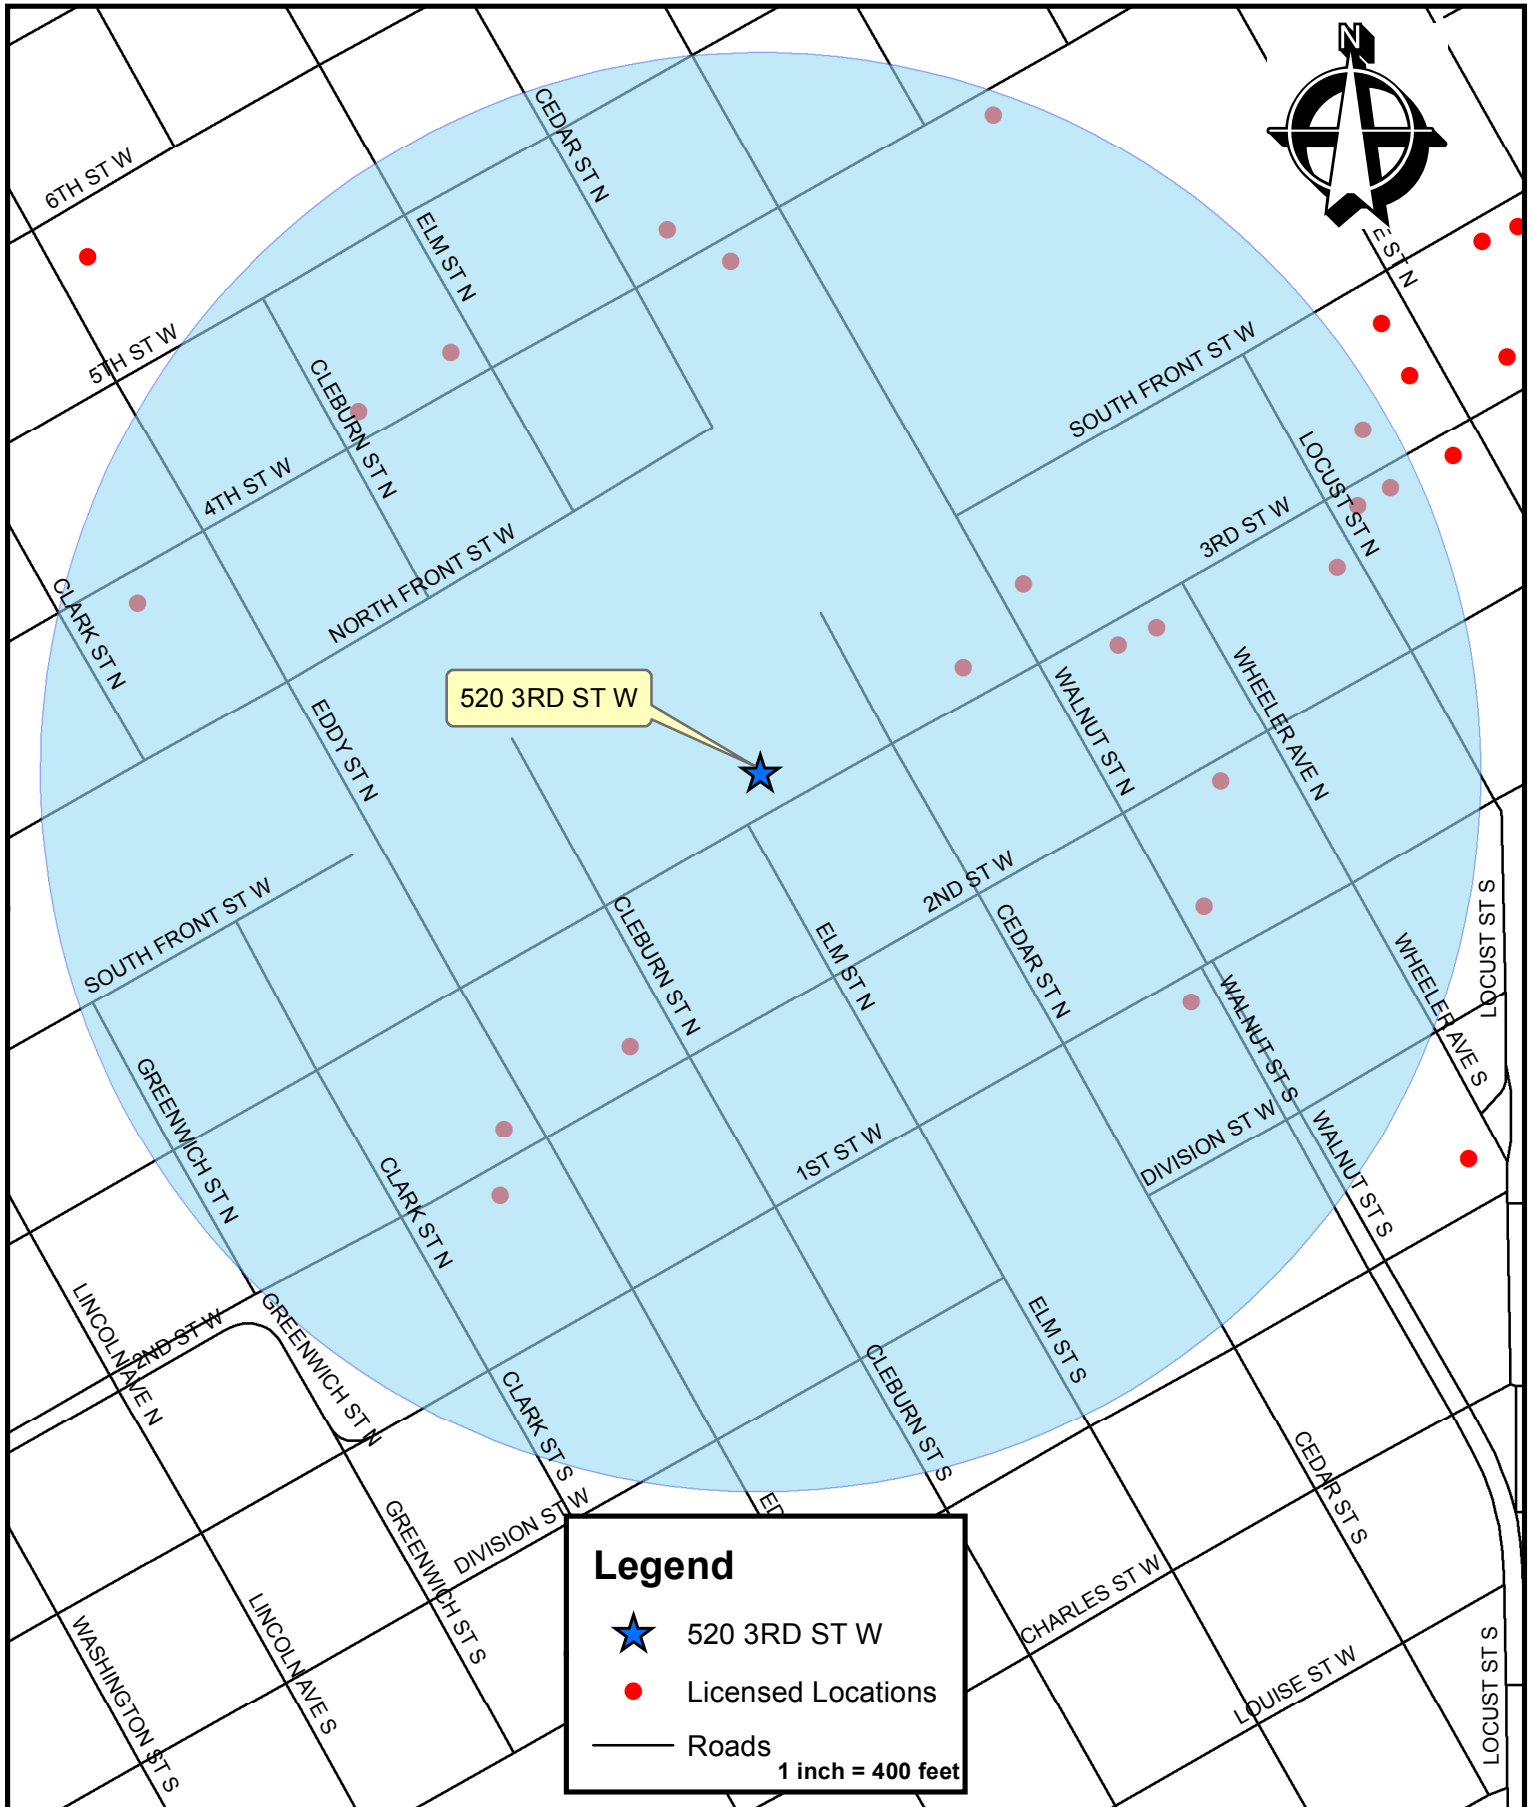 N
CEDAR ST N
6TH ST W
ELM ST N
E ST N
5TH ST W
SOUTH FRONT ST W
CLEBURN ST N
LOCUST ST N
4TH ST W
3RD ST W
NORTH FRONT ST W
CLARK ST N
520 3RD ST W
WALNUT ST N
WHEELER AVE N
EDDY ST N
2ND ST W
SOUTH FRONT ST W
CLEBURN ST N
ELM ST N
CEDAR ST N
LOCUST ST S
WHEELER AVE S
WALNUT ST S
GREENWICH ST N
1ST ST W
DIVISION ST W
WALNUT ST S
CLARK ST N
LINCOLN AVE N
2ND ST W
GREENWICH ST N
ELM ST S
CLEBURN ST S
CLARK ST S
CEDAR ST S
DIVISION ST W
ED
GREENWICH ST S
LINCOLN AVE S
WASHINGTON ST S
CHARLES ST W
LOUISE ST W
LOCUST ST S
Legend
520 3RD ST W
Licensed Locations
Roads
1 inch = 400 feet